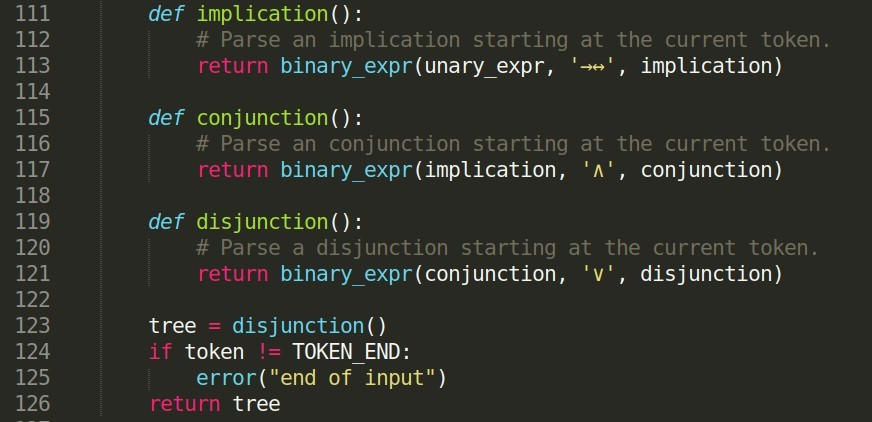 111 def implication():
112 # Parse an implication starting at the current token.
113 return binary_expr(unary_expr, '→↔', implication)
114
115 def conjunction():
116 # Parse an conjunction starting at the current token.
117 return binary_expr(implication, '∧', conjunction)
118
119 def disjunction():
120 # Parse a disjunction starting at the current token.
121 return binary_expr(conjunction, '∨', disjunction)
122
123 tree = disjunction()
124 if token != TOKEN_END:
125 error("end of input")
126 return tree